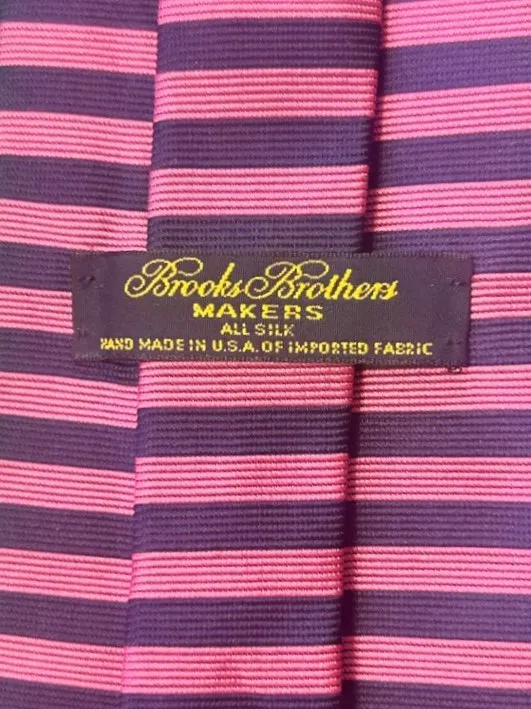 Brooks Brothers
MAKERS
ALL SILK
HAND MADE IN U.S.A. OF IMPORTED FABRIC